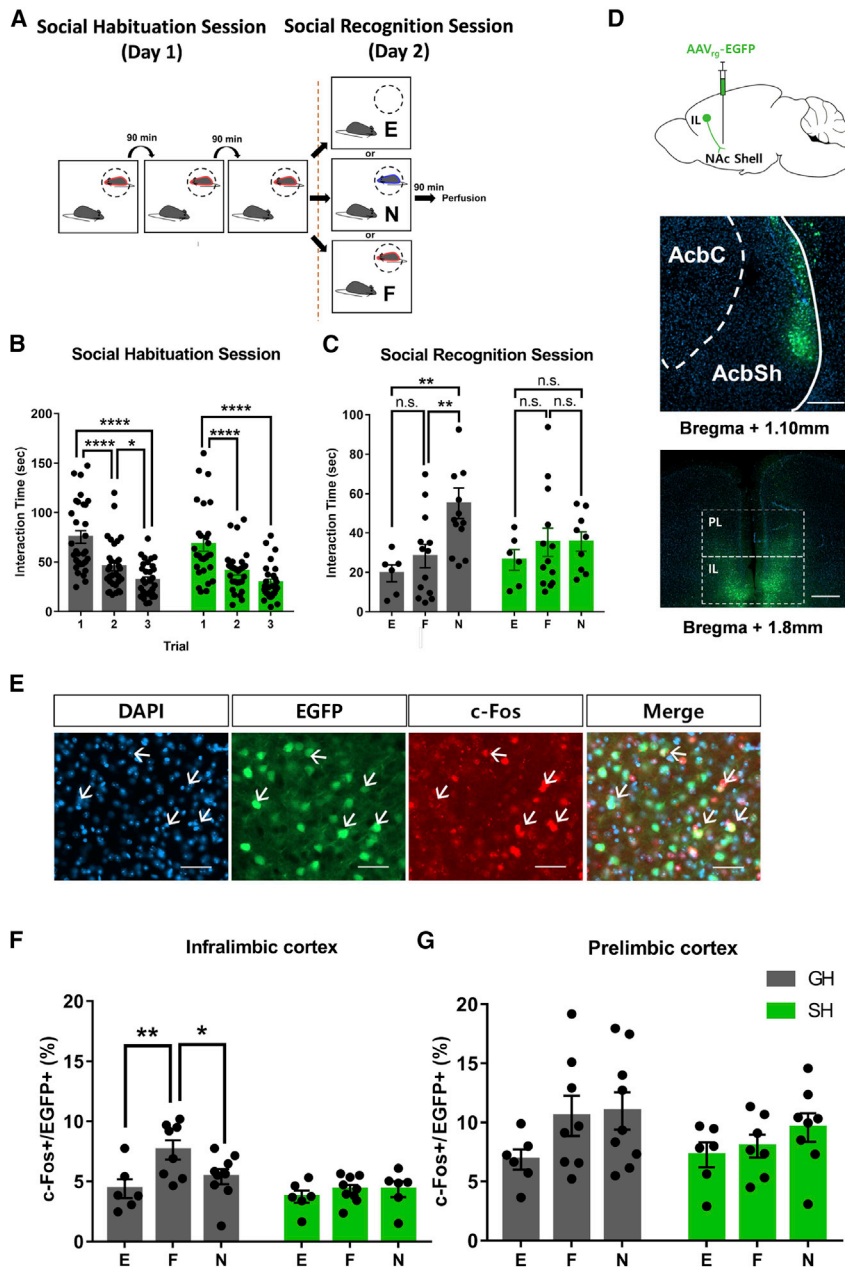 A
Social Habituation Session
(Day 1)
Social Recognition Session
(Day 2)
90 min
90 min
E
or
N
90 min
Perfusion
or
F
D
AAVrg-EGFP
IL
NAc Shell
AcbC
AcbSh
Bregma + 1.10mm
PL
IL
Bregma + 1.8mm
B
Social Habituation Session
Interaction Time (sec)
200
150
100
50
0
****
****
*
****
****
1
2
3
1
2
3
Trial
C
Social Recognition Session
Interaction Time (sec)
100
80
60
40
20
0
**
n.s.
**
n.s.
n.s.
n.s.
E
F
N
E
F
N
E
DAPI
EGFP
c-Fos
Merge
F
Infralimbic cortex
c-Fos+/EGFP+ (%)
20
15
10
5
0
**
*
E
F
N
E
F
N
G
Prelimbic cortex
GH
SH
c-Fos+/EGFP+ (%)
20
15
10
5
0
E
F
N
E
F
N